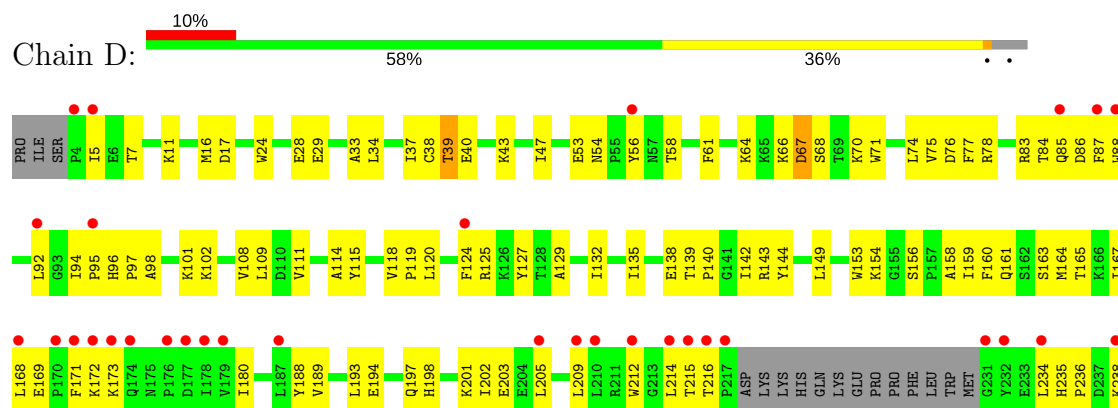 10%
Chain D:
58% 36% • •
PRO ILE SER P4 I5 E6 T7 K11 M16 D17 W24 E28 E29 A33 L34 I37 C38 T39 E40 K43 I47 E53 N54 P55 Y56 N57 T58 F61 K64 K65 K66 D67 S68 T69 K70 W71 L74 V75 D76 F77 R78 R83 T84 Q85 D86 F87
L92 G93 I94 P95 H96 P97 A98 K101 K102 V108 L109 D110 V111 A114 Y115 V118 P119 L120 F124 R125 K126 Y127 T128 A129 I132 I135 E138 T139 P140 G141 I142 R143 Y144 L149 W153 K154 G155 S156 P157 A158 I159 F160 Q161 S162 S163 M164 T165 K166
L168 E169 P170 F171 K172 K173 Q174 N175 P176 D177 I178 V179 I180 L187 Y188 V189 L193 E194 Q197 H198 K201 I202 E203 E204 L205 L209 L210 R211 W212 G213 L214 T215 T216 P217 ASP LYS LYS HIS GLN LYS GLU PRO PRO PHE LEU TRP MET G231 Y232 E233 L234 H235 P236 D237